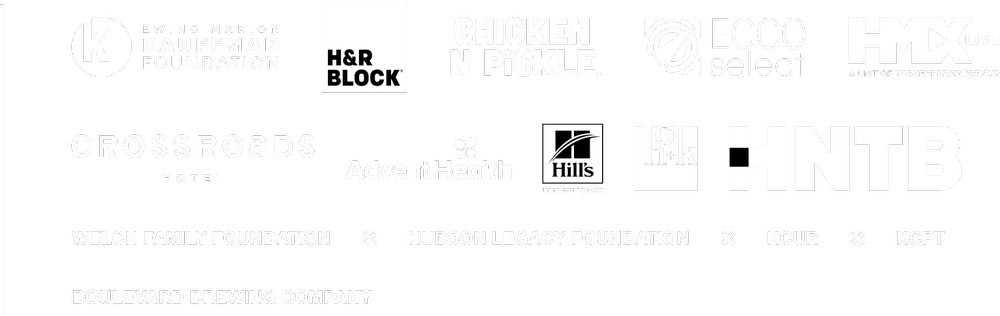 EWING MARION
KAUFFMAN
FOUNDATION
H&R
BLOCK
CHICKEN
N PiCKLE
ECCO
select
HMX LIVE
CROSSROADS
HOTEL
AdventHealth
Hill's
h+k
HNTB
WELCH FAMILY FOUNDATION × HUDSON LEGACY FOUNDATION × KCUR × KCPT
BOULEVARD BREWING COMPANY